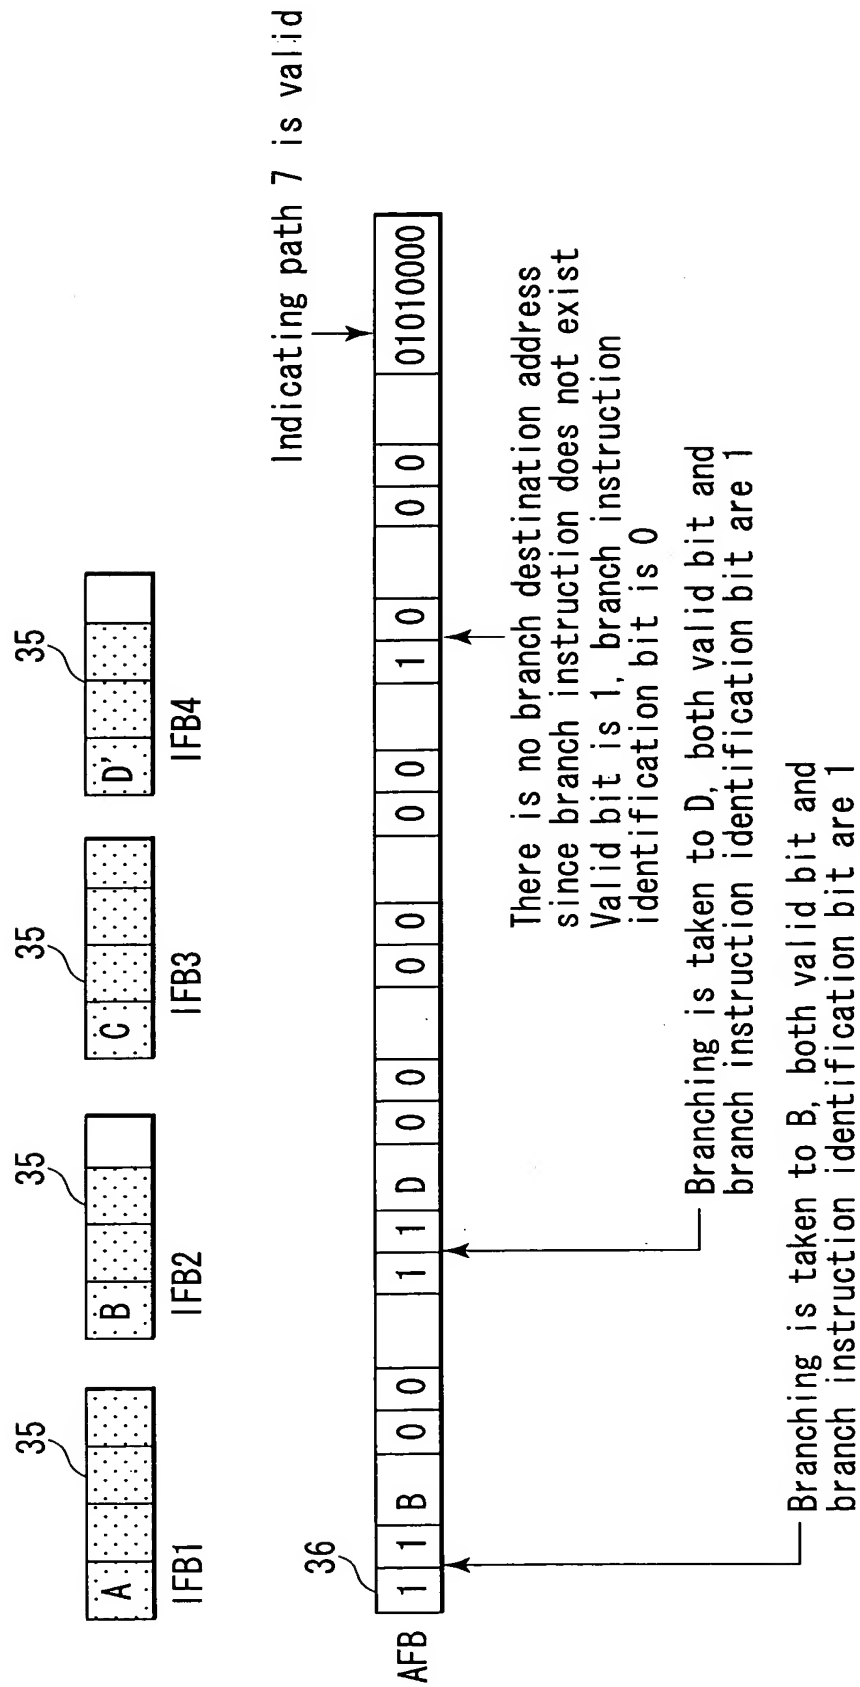 35 35 35 35
A B C D'
IFB1 IFB2 IFB3 IFB4
Indicating path 7 is valid
36
AFB 1 1 B 0 0 1 1 D 0 0 0 0 0 0 1 0 0 0 01010000
There is no branch destination address
since branch instruction does not exist
Valid bit is 1, branch instruction
identification bit is 0
Branching is taken to D, both valid bit and
branch instruction identification bit are 1
Branching is taken to B, both valid bit and
branch instruction identification bit are 1